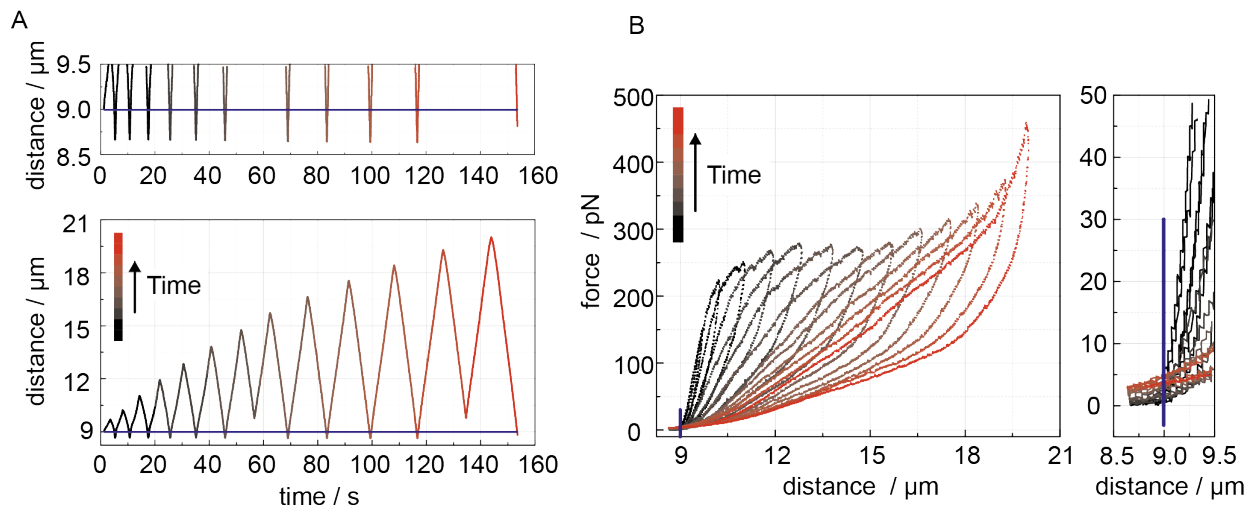 A
distance / µm
9.5
9.0
8.5
0 20 40 60 80 100 120 140 160
distance / µm
21
18
15
12
9
Time
0 20 40 60 80 100 120 140 160
time / s
B
force / pN
500
400
300
200
100
0
Time
9 12 15 18 21
distance / µm
50
40
30
20
10
0
8.5 9.0 9.5
distance / µm